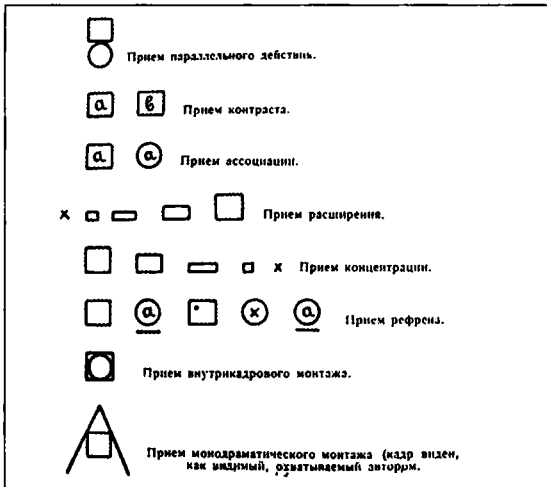 Прием параллельного действия.
а в Прием контраста.
а а Прием ассоциации.
х Прием расширения.
х Прием концентрации.
а х а Прием рефрена.
Прием внутрикадрового монтажа.
Прием монодраматического монтажа (кадр виден,
как видимый, охватываемый автором.